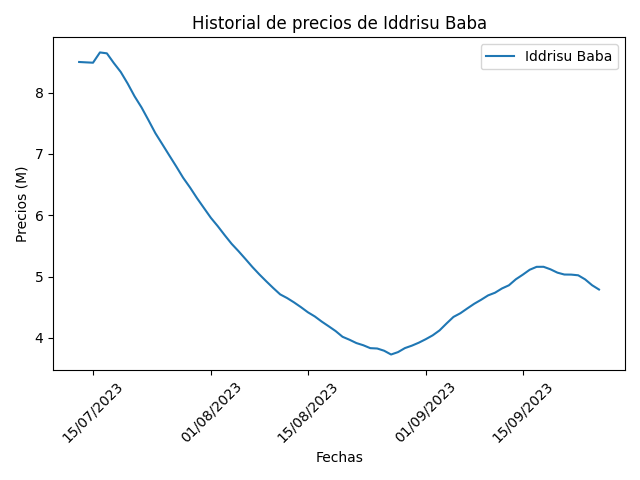 Historial de precios de Iddrisu Baba
Iddrisu Baba
Precios (M)
8
7
6
5
4
15/07/2023
01/08/2023
15/08/2023
01/09/2023
15/09/2023
Fechas